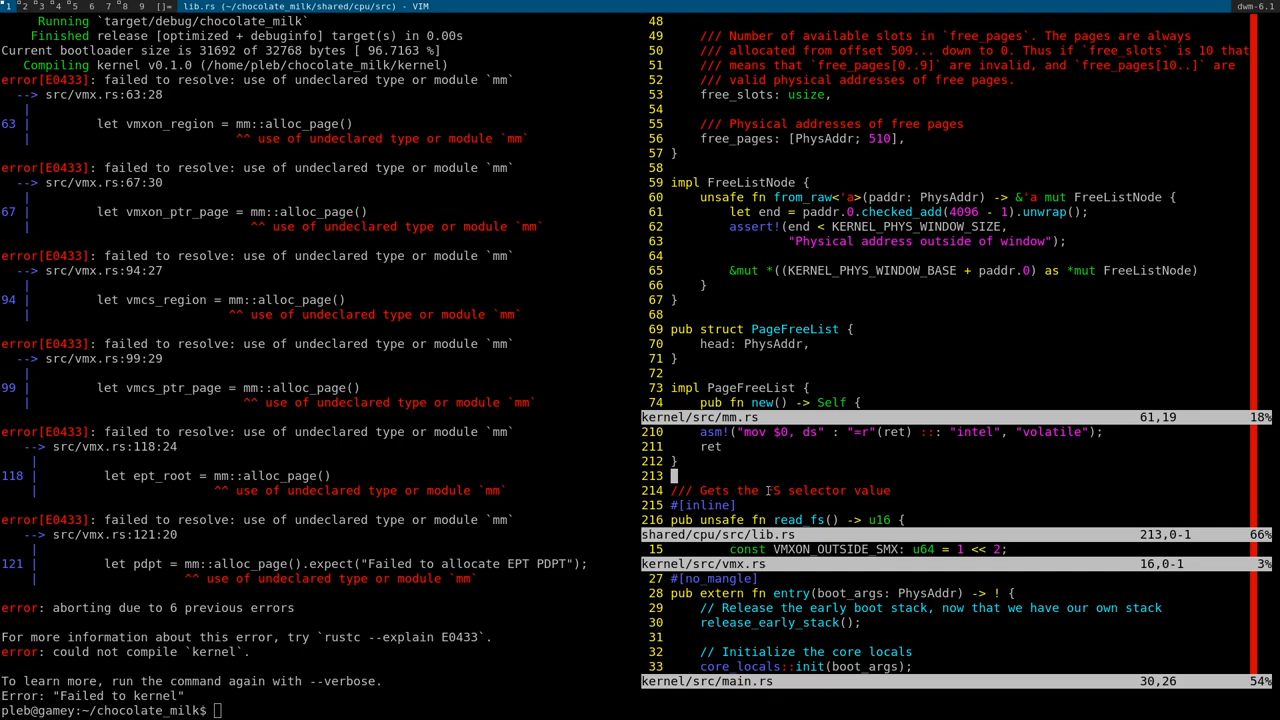 1 2 3 4 5 6 7 8 9 []= lib.rs (~/chocolate_milk/shared/cpu/src) - VIM dwm-6.1
Running `target/debug/chocolate_milk`
Finished release [optimized + debuginfo] target(s) in 0.00s
Current bootloader size is 31692 of 32768 bytes [ 96.7163 %]
Compiling kernel v0.1.0 (/home/pleb/chocolate_milk/kernel)
error[E0433]: failed to resolve: use of undeclared type or module `mm`
--> src/vmx.rs:63:28
|
63 | let vmxon_region = mm::alloc_page()
| ^^ use of undeclared type or module `mm`
error[E0433]: failed to resolve: use of undeclared type or module `mm`
--> src/vmx.rs:67:30
|
67 | let vmxon_ptr_page = mm::alloc_page()
| ^^ use of undeclared type or module `mm`
error[E0433]: failed to resolve: use of undeclared type or module `mm`
--> src/vmx.rs:94:27
|
94 | let vmcs_region = mm::alloc_page()
| ^^ use of undeclared type or module `mm`
error[E0433]: failed to resolve: use of undeclared type or module `mm`
--> src/vmx.rs:99:29
|
99 | let vmcs_ptr_page = mm::alloc_page()
| ^^ use of undeclared type or module `mm`
error[E0433]: failed to resolve: use of undeclared type or module `mm`
--> src/vmx.rs:118:24
|
118 | let ept_root = mm::alloc_page()
| ^^ use of undeclared type or module `mm`
error[E0433]: failed to resolve: use of undeclared type or module `mm`
--> src/vmx.rs:121:20
|
121 | let pdpt = mm::alloc_page().expect("Failed to allocate EPT PDPT");
| ^^ use of undeclared type or module `mm`
error: aborting due to 6 previous errors
For more information about this error, try `rustc --explain E0433`.
error: could not compile `kernel`.
To learn more, run the command again with --verbose.
Error: "Failed to kernel"
pleb@gamey:~/chocolate_milk$
48
49 /// Number of available slots in `free_pages`. The pages are always
50 /// allocated from offset 509... down to 0. Thus if `free_slots` is 10 that
51 /// means that `free_pages[0..9]` are invalid, and `free_pages[10..]` are
52 /// valid physical addresses of free pages.
53 free_slots: usize,
54
55 /// Physical addresses of free pages
56 free_pages: [PhysAddr; 510],
57 }
58
59 impl FreeListNode {
60 unsafe fn from_raw<'a>(paddr: PhysAddr) -> &'a mut FreeListNode {
61 let end = paddr.0.checked_add(4096 - 1).unwrap();
62 assert!(end < KERNEL_PHYS_WINDOW_SIZE,
63 "Physical address outside of window");
64
65 &mut *((KERNEL_PHYS_WINDOW_BASE + paddr.0) as *mut FreeListNode)
66 }
67 }
68
69 pub struct PageFreeList {
70 head: PhysAddr,
71 }
72
73 impl PageFreeList {
74 pub fn new() -> Self {
kernel/src/mm.rs 61,19 18%
210 asm!("mov $0, ds" : "=r"(ret) ::: "intel", "volatile");
211 ret
212 }
213
214 /// Gets the FS selector value
215 #[inline]
216 pub unsafe fn read_fs() -> u16 {
shared/cpu/src/lib.rs 213,0-1 66%
15 const VMXON_OUTSIDE_SMX: u64 = 1 << 2;
kernel/src/vmx.rs 16,0-1 3%
27 #[no_mangle]
28 pub extern fn entry(boot_args: PhysAddr) -> ! {
29 // Release the early boot stack, now that we have our own stack
30 release_early_stack();
31
32 // Initialize the core locals
33 core_locals::init(boot_args);
kernel/src/main.rs 30,26 54%